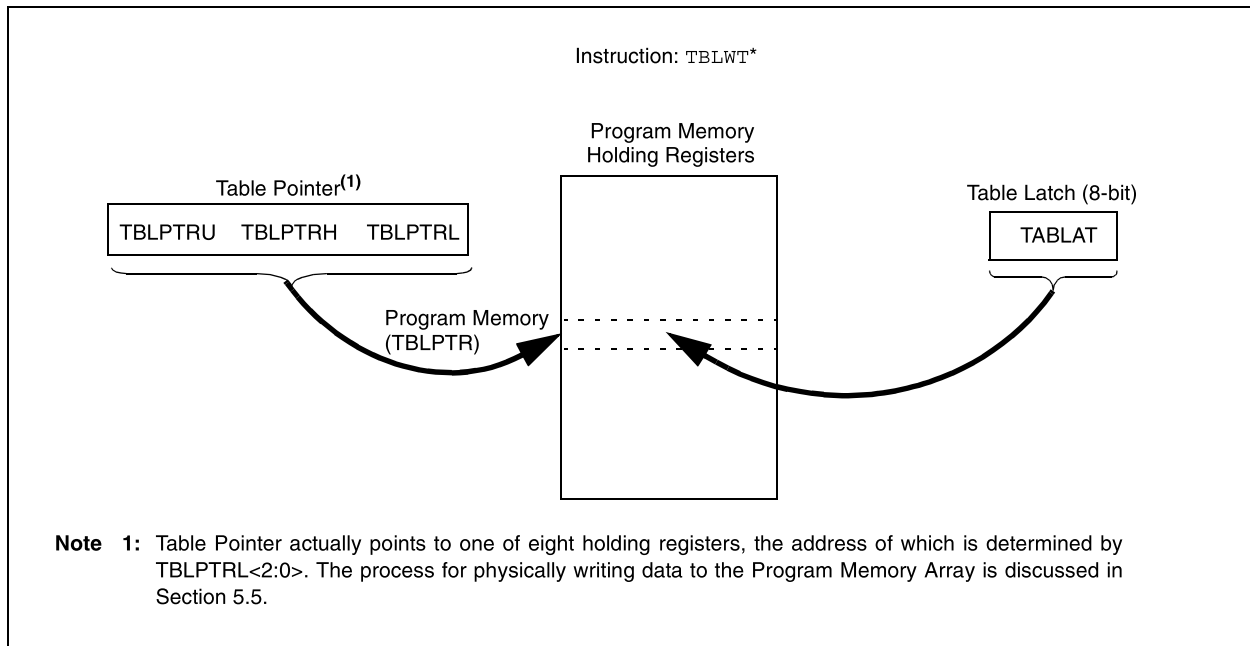 Instruction: TBLWT*
Program Memory
Holding Registers
Table Pointer(1)
Table Latch (8-bit)
TBLPTRU TBLPTRH TBLPTRL
TABLAT
Program Memory
(TBLPTR)
Note 1: Table Pointer actually points to one of eight holding registers, the address of which is determined by
TBLPTRL<2:0>. The process for physically writing data to the Program Memory Array is discussed in
Section 5.5.